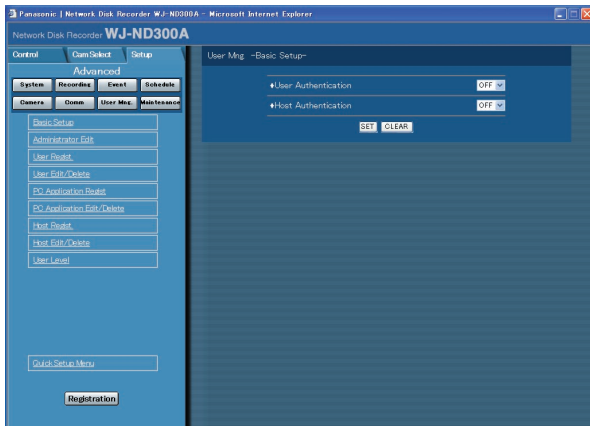 Panasonic | Network Disk Recorder WJ-ND300A - Microsoft Internet Explorer
Network Disk Recorder WJ-ND300A
Control Cam Select Setup
Advanced
System Recording Event Schedule
Camera Comm User Mng. Maintenance
Basic Setup
Administrator Edit
User Regist.
User Edit/Delete
PC Application Regist
PC Application Edit/Delete
Host Regist.
Host Edit/Delete
User Level
Quick Setup Menu
Registration
User Mng. -Basic Setup-
♦User Authentication OFF
♦Host Authentication OFF
SET CLEAR